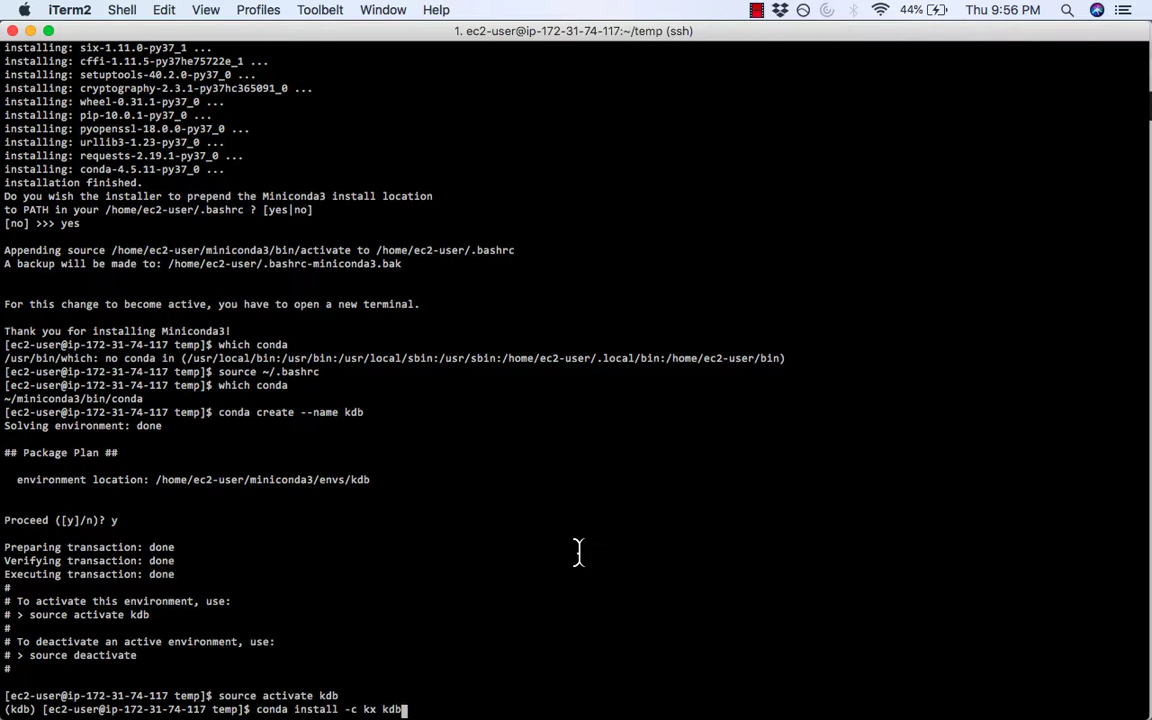 iTerm2 Shell Edit View Profiles Toolbelt Window Help 44% Thu 9:56 PM
1. ec2-user@ip-172-31-74-117:~/temp (ssh)
installing: six-1.11.0-py37_1 ...
installing: cffi-1.11.5-py37he75722e_1 ...
installing: setuptools-40.2.0-py37_0 ...
installing: cryptography-2.3.1-py37hc365091_0 ...
installing: wheel-0.31.1-py37_0 ...
installing: pip-10.0.1-py37_0 ...
installing: pyopenssl-18.0.0-py37_0 ...
installing: urllib3-1.23-py37_0 ...
installing: requests-2.19.1-py37_0 ...
installing: conda-4.5.11-py37_0 ...
installation finished.
Do you wish the installer to prepend the Miniconda3 install location
to PATH in your /home/ec2-user/.bashrc ? [yes|no]
[no] >>> yes
Appending source /home/ec2-user/miniconda3/bin/activate to /home/ec2-user/.bashrc
A backup will be made to: /home/ec2-user/.bashrc-miniconda3.bak
For this change to become active, you have to open a new terminal.
Thank you for installing Miniconda3!
[ec2-user@ip-172-31-74-117 temp]$ which conda
/usr/bin/which: no conda in (/usr/local/bin:/usr/bin:/usr/local/sbin:/usr/sbin:/home/ec2-user/.local/bin:/home/ec2-user/bin)
[ec2-user@ip-172-31-74-117 temp]$ source ~/.bashrc
[ec2-user@ip-172-31-74-117 temp]$ which conda
~/miniconda3/bin/conda
[ec2-user@ip-172-31-74-117 temp]$ conda create --name kdb
Solving environment: done
## Package Plan ##
environment location: /home/ec2-user/miniconda3/envs/kdb
Proceed ([y]/n)? y
Preparing transaction: done
Verifying transaction: done
Executing transaction: done
#
# To activate this environment, use:
# > source activate kdb
#
# To deactivate an active environment, use:
# > source deactivate
#
[ec2-user@ip-172-31-74-117 temp]$ source activate kdb
(kdb) [ec2-user@ip-172-31-74-117 temp]$ conda install -c kx kdb